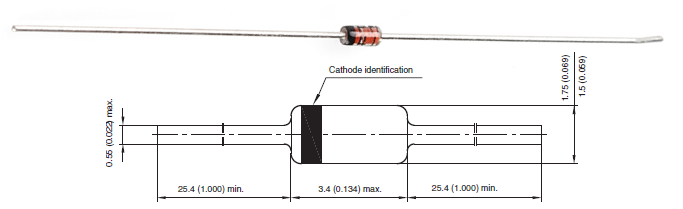 Cathode identification
0.55 (0.022) max.
1.75 (0.069)
1.5 (0.059)
25.4 (1.000) min.
3.4 (0.134) max.
25.4 (1.000) min.